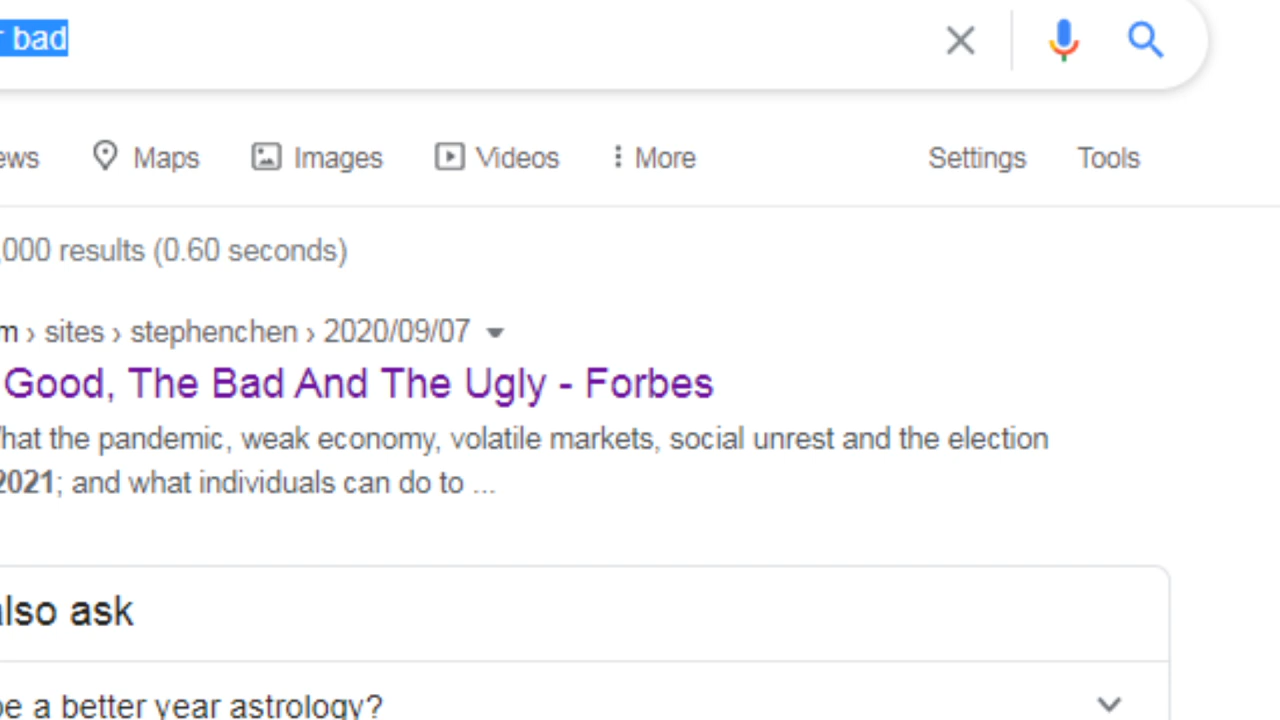 r bad
ews Maps Images Videos More Settings Tools
,000 results (0.60 seconds)
m › sites › stephenchen › 2020/09/07
Good, The Bad And The Ugly - Forbes
hat the pandemic, weak economy, volatile markets, social unrest and the election
2021; and what individuals can do to ...
also ask
be a better year astrology?